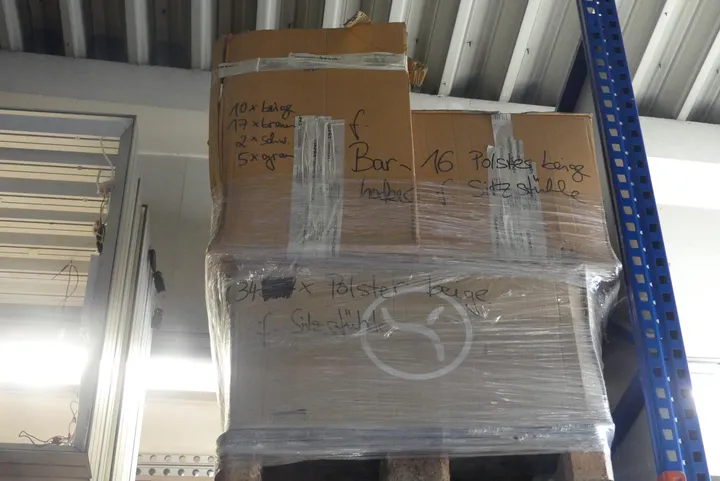 10 x beige
17 x braun
2 x schw.
5 x grau
f.
Bar-
hocker
16 Polster beige
f Sitzstühle
34 x Polster beige
f Sitzstühle